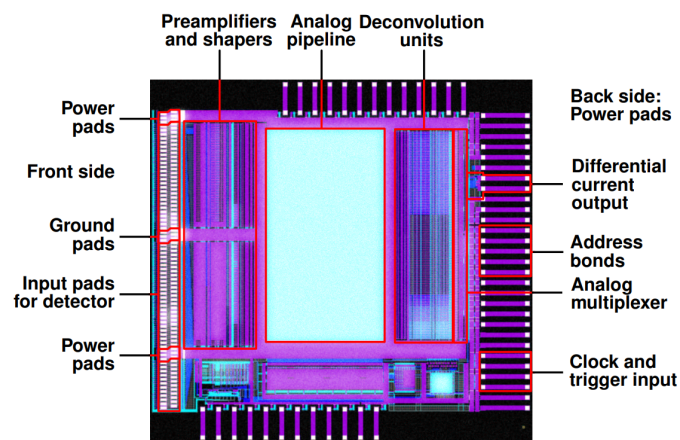 Preamplifiers
and shapers
Analog
pipeline
Deconvolution
units
Power
pads
Front side
Ground
pads
Input pads
for detector
Power
pads
Back side:
Power pads
Differential
current
output
Address
bonds
Analog
multiplexer
Clock and
trigger input